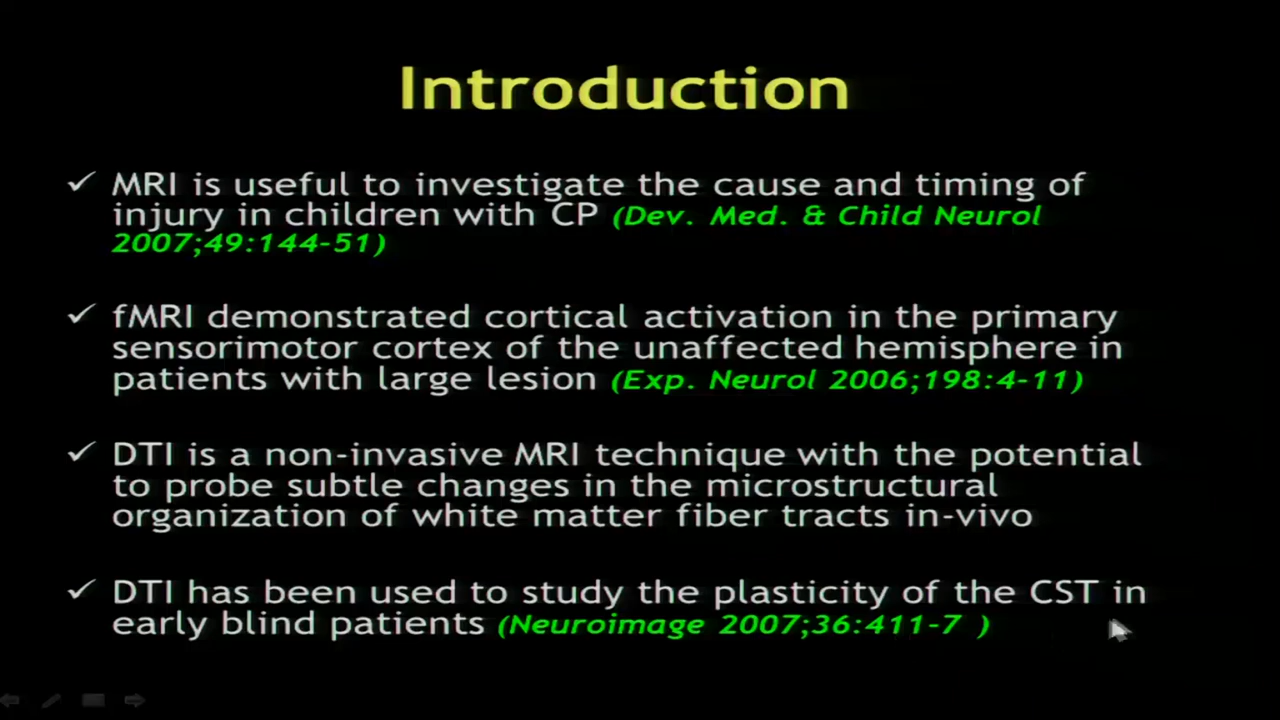 Introduction
✓ MRI is useful to investigate the cause and timing of
injury in children with CP (Dev. Med. & Child Neurol
2007;49:144-51)
✓ fMRI demonstrated cortical activation in the primary
sensorimotor cortex of the unaffected hemisphere in
patients with large lesion (Exp. Neurol 2006;198:4-11)
✓ DTI is a non-invasive MRI technique with the potential
to probe subtle changes in the microstructural
organization of white matter fiber tracts in-vivo
✓ DTI has been used to study the plasticity of the CST in
early blind patients (Neuroimage 2007;36:411-7 )